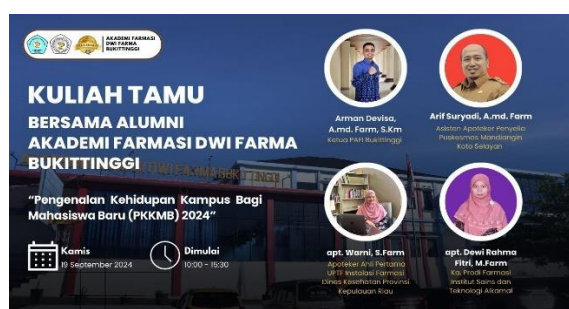 AKADEMI FARMASI
DWI FARMA
BUKITTINGGI
KULIAH TAMU
BERSAMA ALUMNI
AKADEMI FARMASI DWI FARMA
BUKITTINGGI
“Pengenalan Kehidupan Kampus Bagi
Mahasiswa Baru (PKKMB) 2024”
Kamis
19 September 2024
Dimulai
10:00 - 15:30
Arman Devisa,
A.md. Farm, S.Km
Ketua PAFI Bukittinggi
Arif Suryadi, A.md. Farm
Asisten Apoteker Penyelia
Puskesmas Mandiangin
Koto Selayan
apt. Warni, S.Farm
Apoteker Ahli Pertama
UPTF Instalasi Farmasi
Dinas Kesehatan Provinsi
Kepulauan Riau
apt. Dewi Rahma
Fitri, M.Farm
Ka. Prodi Farmasi
Institut Sains dan
Teknologi Alkamal